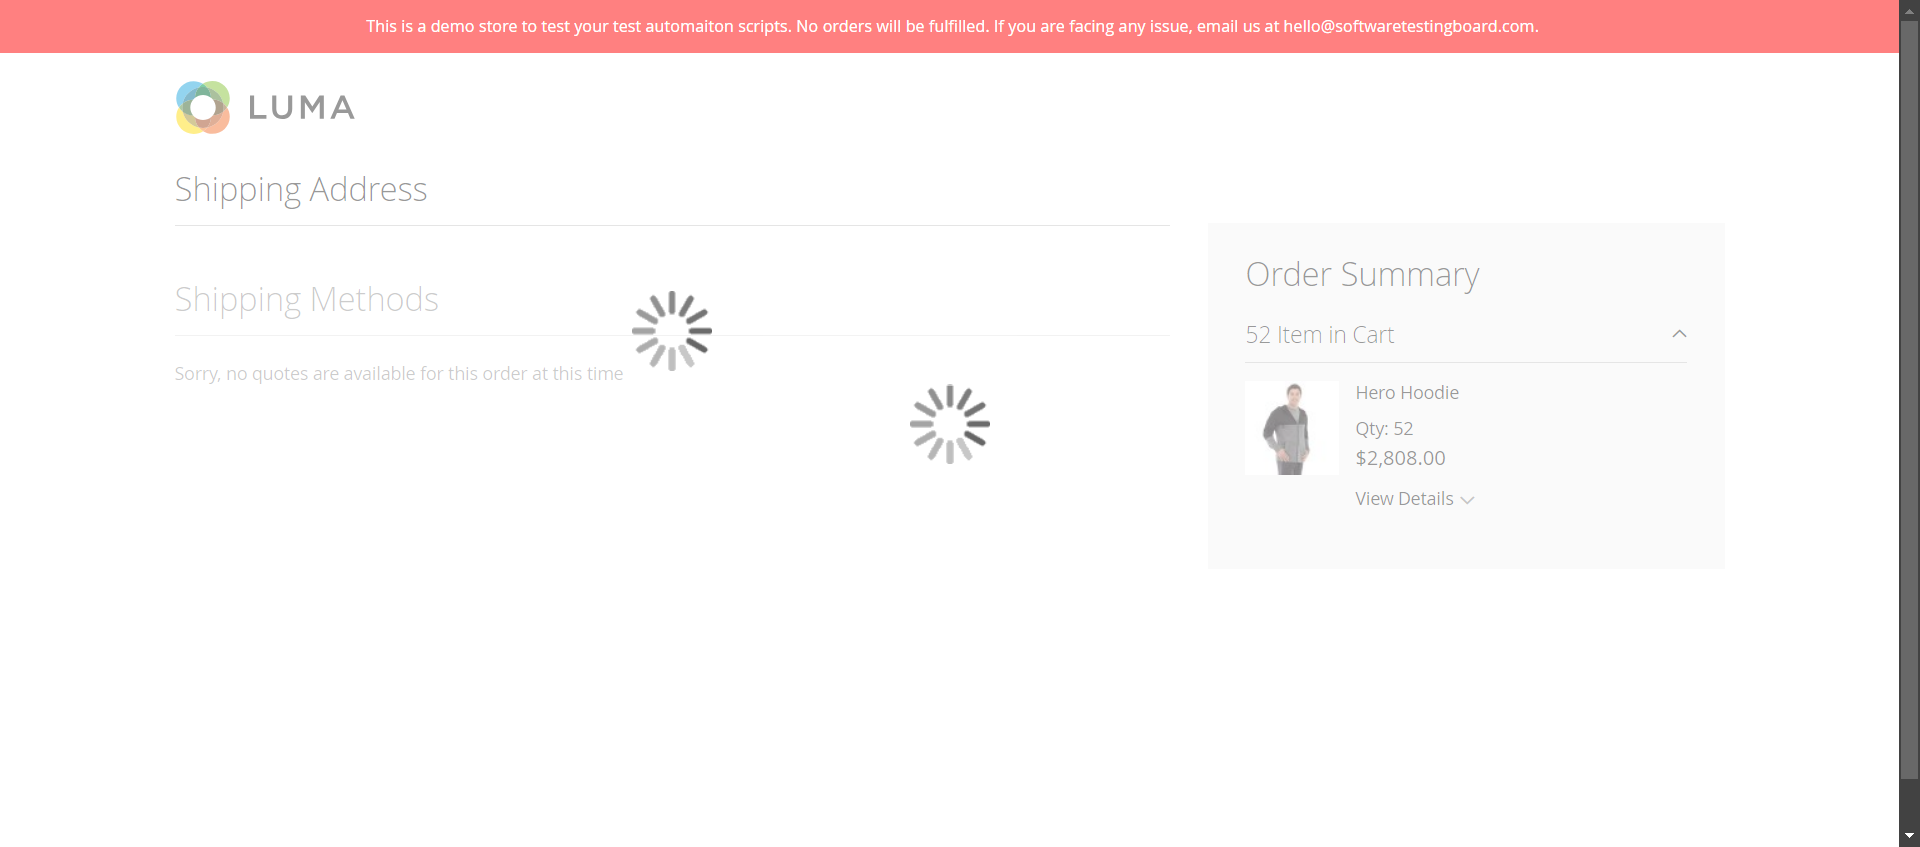 This is a demo store to test your test automaiton scripts. No orders will be fulfilled. If you are facing any issue, email us at hello@softwaretestingboard.com.
LUMA
Shipping Address
Shipping Methods
Sorry, no quotes are available for this order at this time
Order Summary
52 Item in Cart
Hero Hoodie
Qty: 52
$2,808.00
View Details